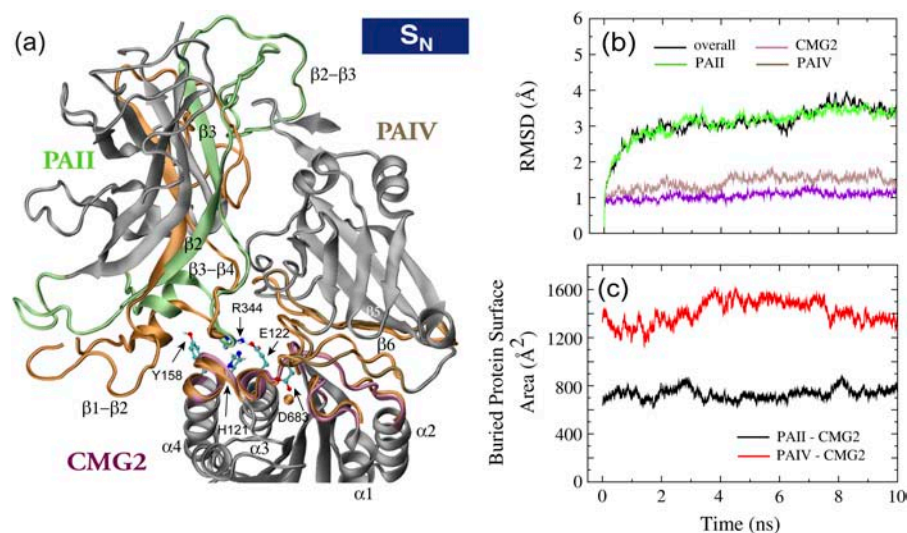 (a)
S_N
β2−β3
PAIV
β3
PAII
β2
β3−β4
R344
E122
β5
β6
Y158
β1−β2
H121
D683
α4
α3
α2
CMG2
α1
(b)
6
5
4
3
2
1
0
RMSD (Å)
overall
CMG2
PAII
PAIV
(c)
1600
1200
800
400
Buried Protein Surface
Area (Å²)
PAII - CMG2
PAIV - CMG2
0
2
4
6
8
10
Time (ns)